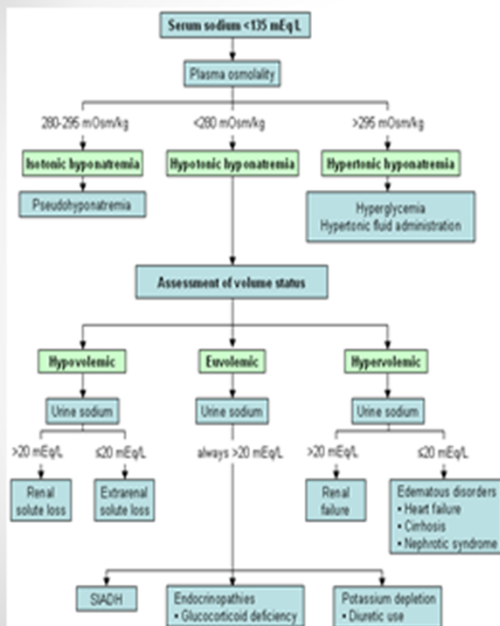 Serum sodium <135 mEq L
Plasma osmolality
280-295 mOsm/kg
<280 mOsm/kg
>295 mOsm/kg
Isotonic hyponatremia
Hypotonic hyponatremia
Hypertonic hyponatremia
Pseudohyponatremia
Hyperglycemia
Hypertonic fluid administration
Assessment of volume status
Hypovolemic
Euvolemic
Hypervolemic
Urine sodium
Urine sodium
Urine sodium
>20 mEq/L
≤20 mEq/L
always >20 mEq/L
>20 mEq/L
≤20 mEq/L
Renal
solute loss
Extrarenal
solute loss
Renal
failure
Edematous disorders
• Heart failure
• Cirrhosis
• Nephrotic syndrome
SIADH
Endocrinopathies
• Glucocorticoid deficiency
Potassium depletion
• Diuretic use